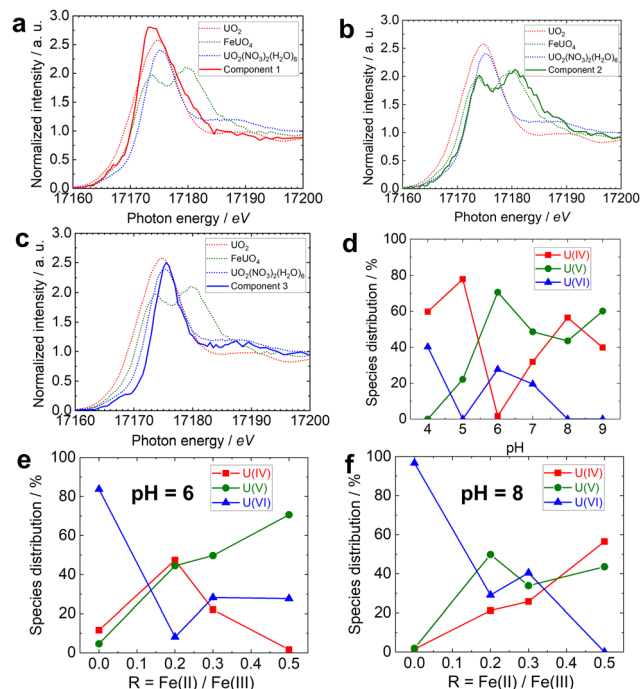 a
Normalized intensity / a. u.
3.0
2.5
2.0
1.5
1.0
0.5
0.0
UO2
FeUO4
UO2(NO3)2(H2O)6
Component 1
17160 17170 17180 17190 17200
Photon energy / eV
b
Normalized intensity / a. u.
3.0
2.5
2.0
1.5
1.0
0.5
0.0
UO2
FeUO4
UO2(NO3)2(H2O)6
Component 2
17160 17170 17180 17190 17200
Photon energy / eV
c
Normalized intensity / a. u.
3.0
2.5
2.0
1.5
1.0
0.5
0.0
UO2
FeUO4
UO2(NO3)2(H2O)6
Component 3
17160 17170 17180 17190 17200
Photon energy / eV
d
Species distribution / %
100
80
60
40
20
0
U(IV)
U(V)
U(VI)
4 5 6 7 8 9
pH
e
Species distribution / %
100
80
60
40
20
0
pH = 6
U(IV)
U(V)
U(VI)
0.0 0.1 0.2 0.3 0.4 0.5
R = Fe(II) / Fe(III)
f
Species distribution / %
100
80
60
40
20
0
pH = 8
U(IV)
U(V)
U(VI)
0.0 0.1 0.2 0.3 0.4 0.5
R = Fe(II) / Fe(III)